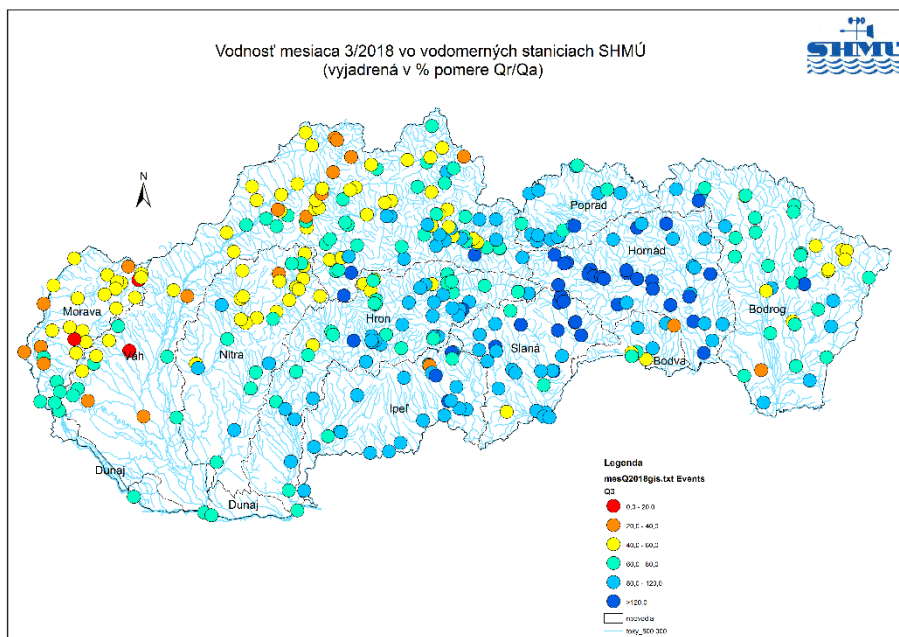 Vodnosť mesiaca 3/2018 vo vodomerných staniciach SHMÚ
(vyjadrená v % pomere Qr/Qa)
SHMÚ
N
Poprad
Hornád
Morava
Bodrog
Hron
Váh
Nitra
Slaná
Bodva
Ipeľ
Dunaj
Dunaj
Legenda
mesQ2018gis.txt Events
Q3
0,3 - 20,0
20,0 - 40,0
40,0 - 60,0
60,0 - 80,0
80,0 - 120,0
>120,0